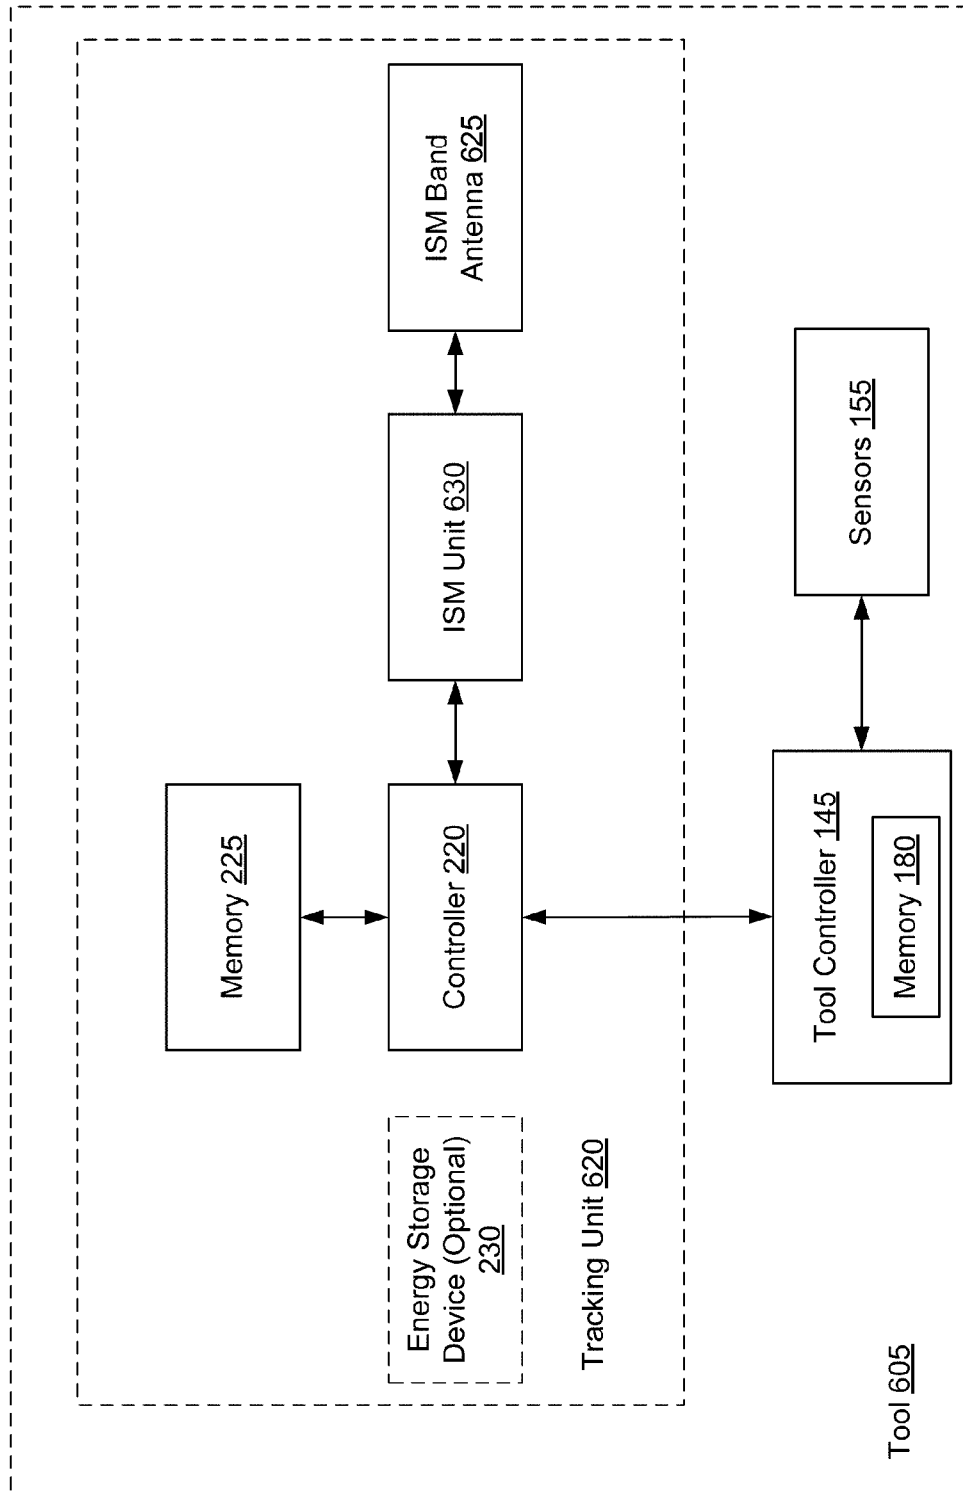 Memory 225
Energy Storage
Device (Optional)
230
Controller 220
ISM Unit 630
ISM Band
Antenna 625
Tracking Unit 620
Tool Controller 145
Memory 180
Sensors 155
Tool 605